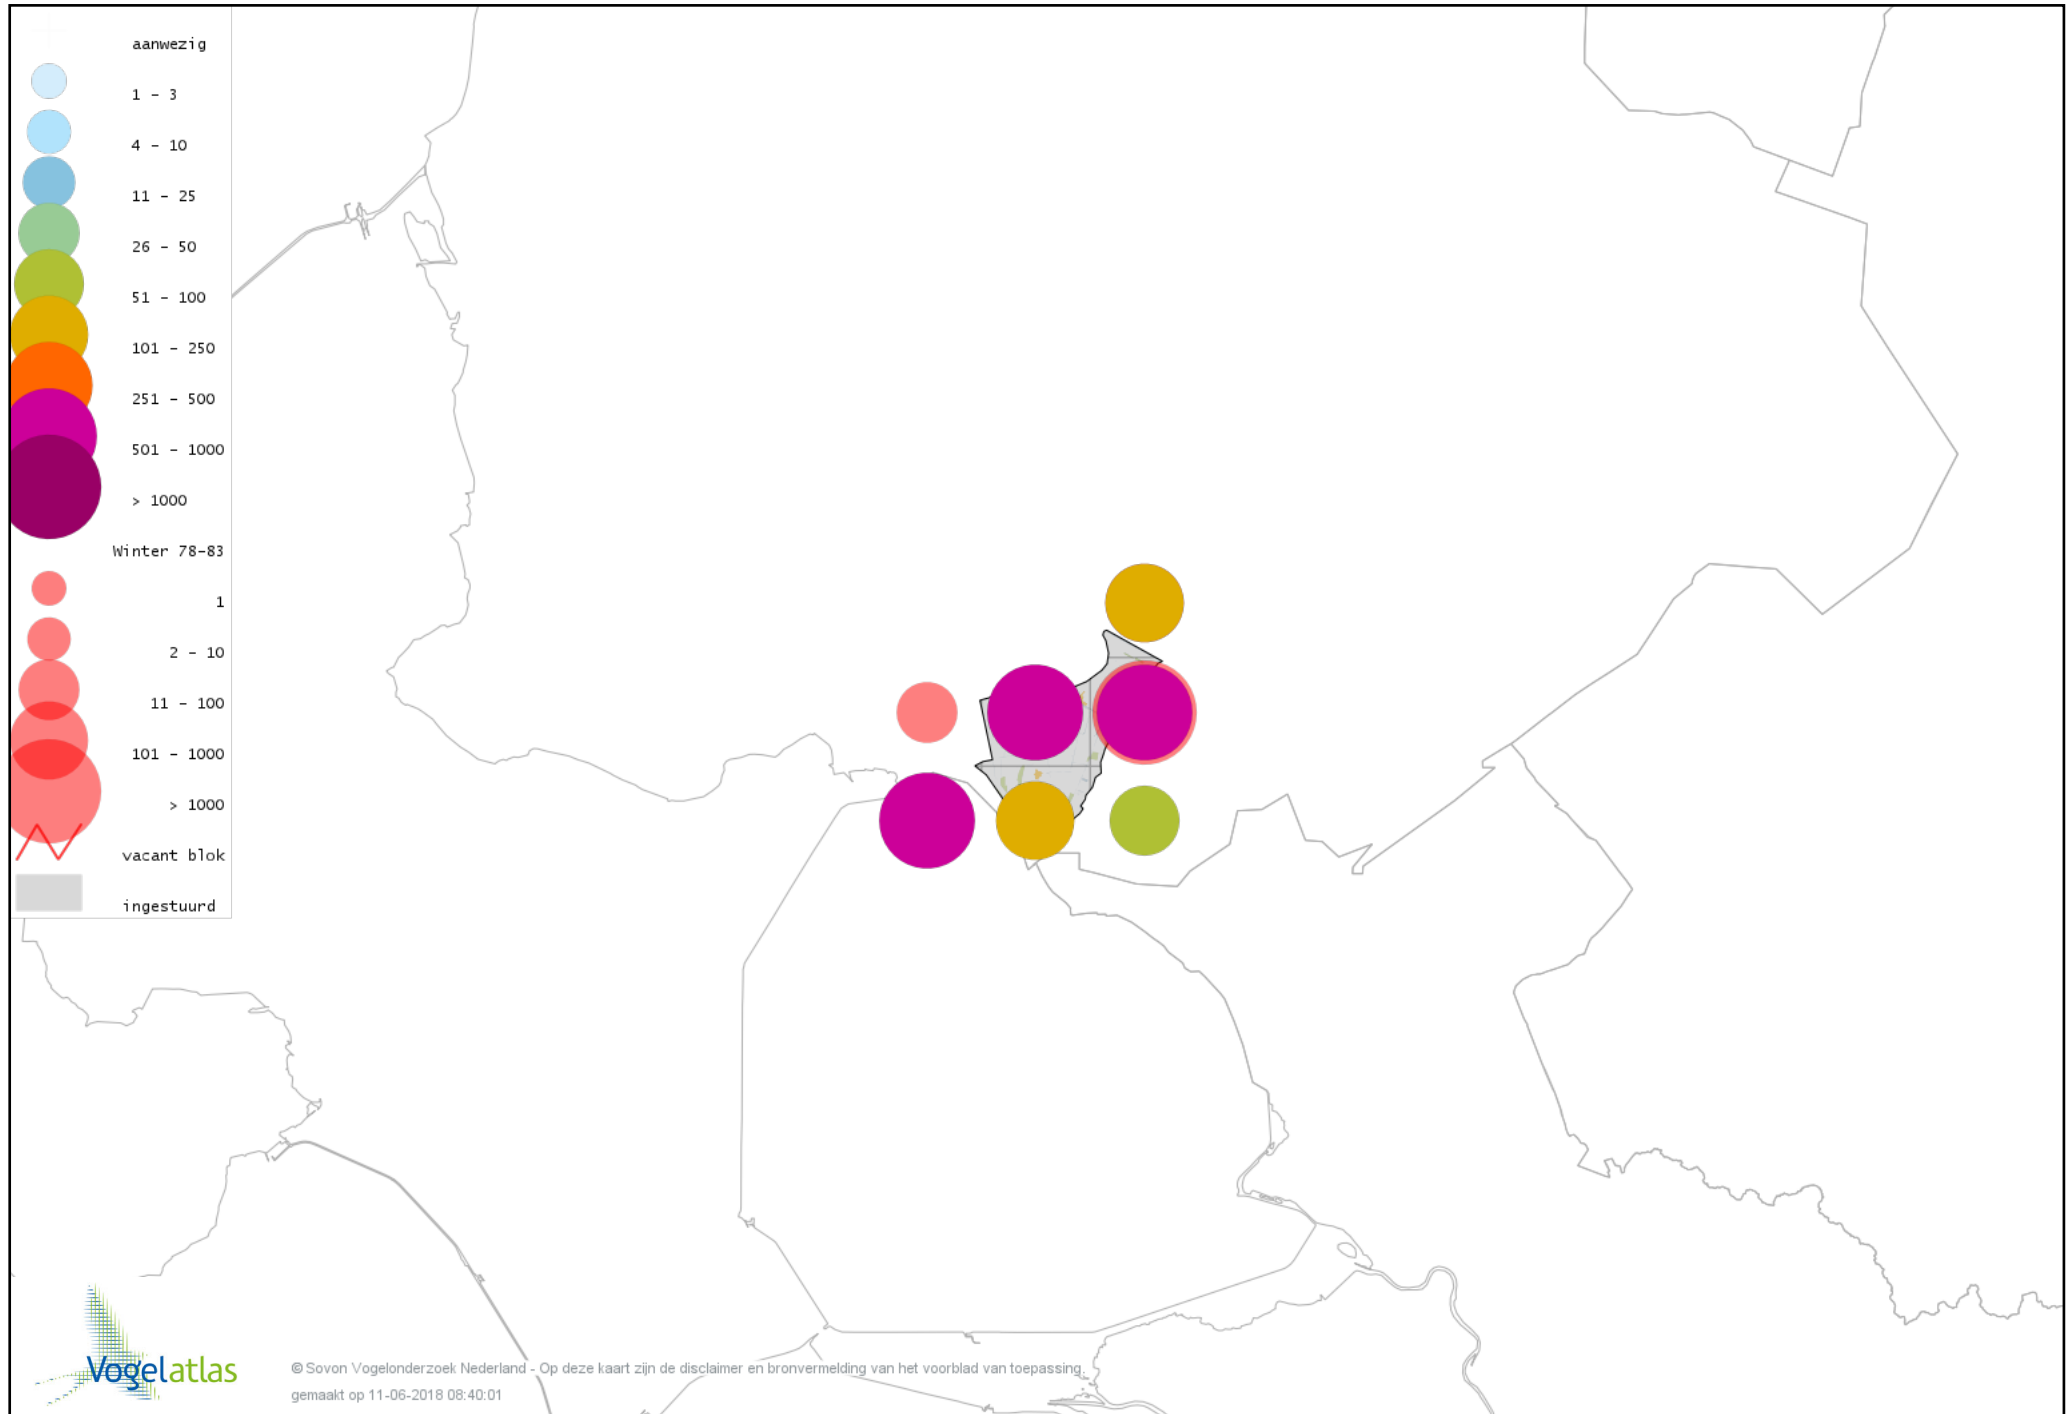 aanwezig
1 - 3
4 - 10
11 - 25
26 - 50
51 - 100
101 - 250
251 - 500
501 - 1000
> 1000
Winter 78-83
1
2 - 10
11 - 100
101 - 1000
> 1000
vacant blok
ingestuurd
Vogelatlas
© Sovon Vogelonderzoek Nederland - Op deze kaart zijn de disclaimer en bronvermelding van het voorblad van toepassing.
gemaakt op 11-06-2018 08:40:01